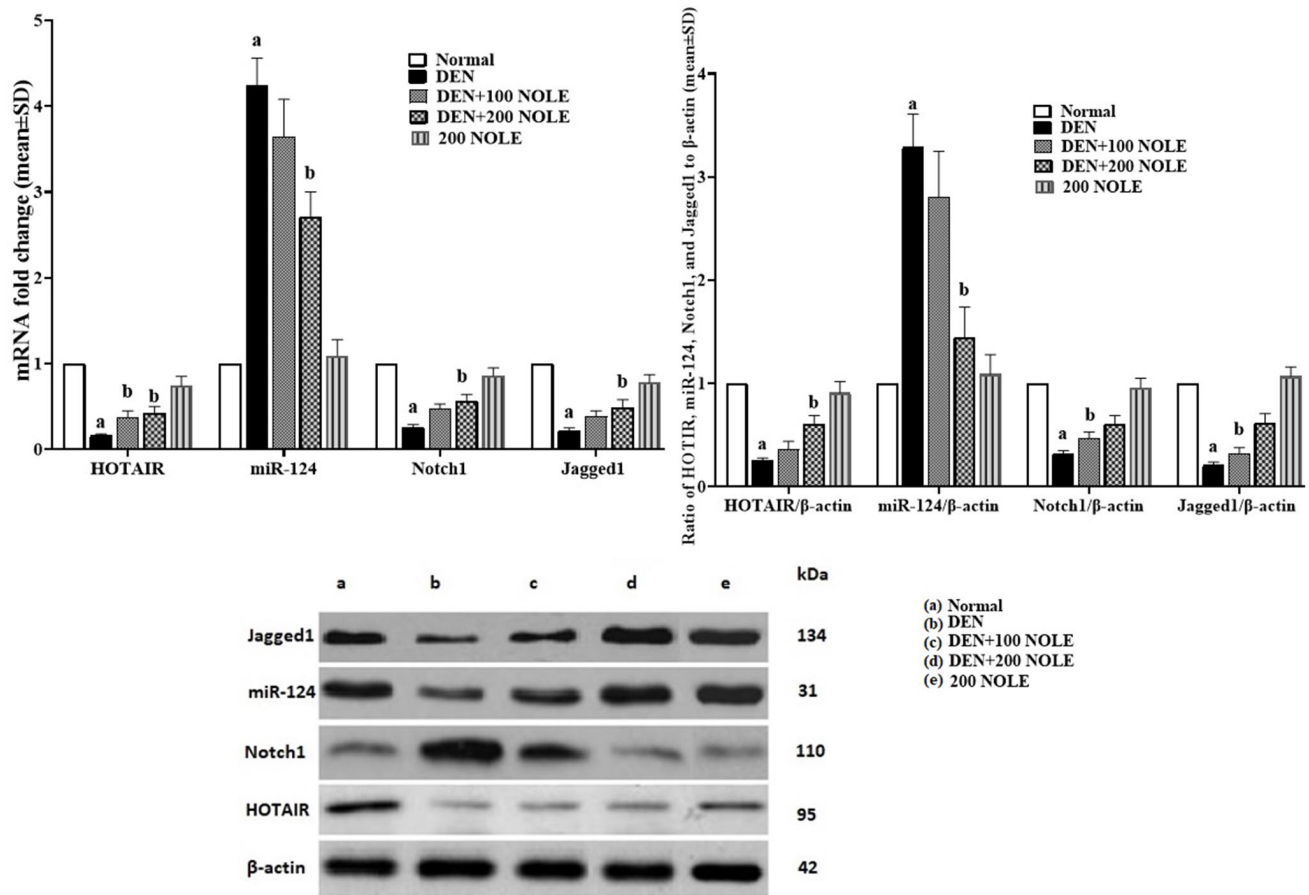 mRNA fold change (mean±SD)
5
4
3
2
1
0
a
b
a
b
b
a
b
a
b
Normal
DEN
DEN+100 NOLE
DEN+200 NOLE
200 NOLE
HOTAIR miR-124 Notch1 Jagged1
Ratio of HOTIR, miR-124, Notch1, and Jagged1 to β-actin (mean±SD)
4
3
2
1
0
a
b
a
b
a
b
a
b
Normal
DEN
DEN+100 NOLE
DEN+200 NOLE
200 NOLE
HOTAIR/β-actin miR-124/β-actin Notch1/β-actin Jagged1/β-actin
a b c d e kDa
Jagged1 134
miR-124 31
Notch1 110
HOTAIR 95
β-actin 42
(a) Normal
(b) DEN
(c) DEN+100 NOLE
(d) DEN+200 NOLE
(e) 200 NOLE